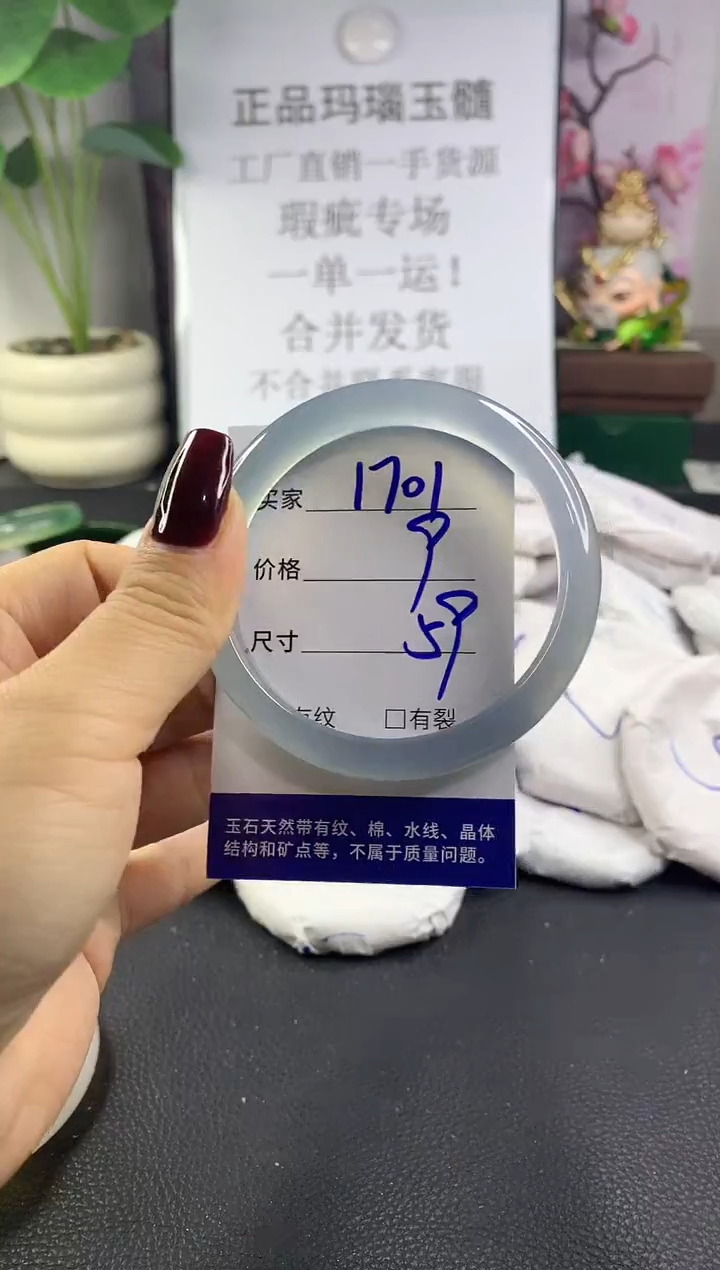 正品玛瑙玉髓
工厂直销一手货源
瑕疵专场
一单一运！
合并发货
买家 1701
价格 9
尺寸 59
有纹 □有裂
玉石天然带有纹、棉、水线、晶体
结构和矿点等，不属于质量问题。